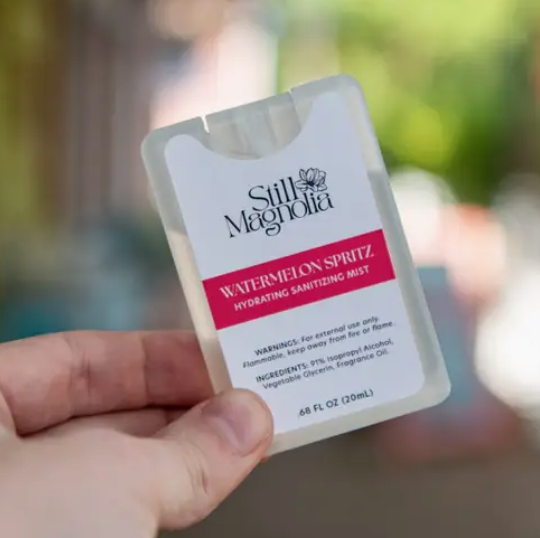 Still
Magnolia
WATERMELON SPRITZ
HYDRATING SANITIZING MIST
WARNINGS: For external use only.
Flammable, keep away from fire or flame.
INGREDIENTS: 91% Isopropyl Alcohol,
Vegetable Glycerin, Fragrance Oil.
.68 FL OZ (20mL)